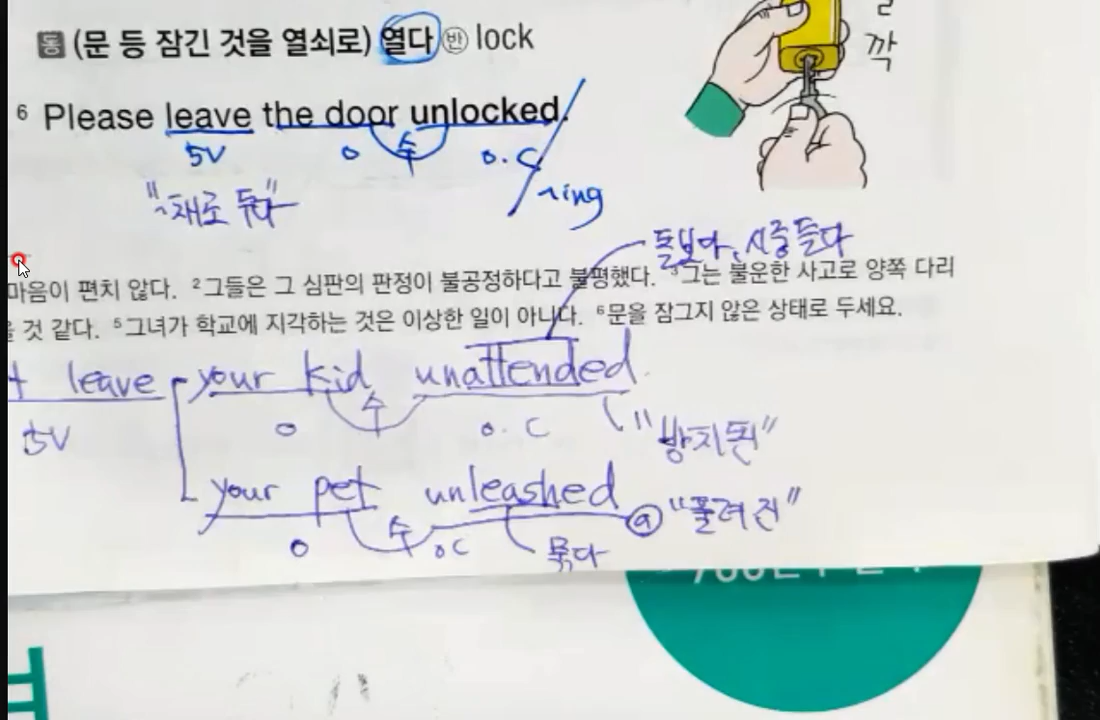 깍
동 (문 등 잠긴 것을 열쇠로) 열다 반 lock
6 Please leave the door unlocked.
5V O 수 O.C
~ing
"~채로 두다"
돌보다, 시중들다
마음이 편치 않다. 2 그들은 그 심판의 판정이 불공정하다고 불평했다. 3 그는 불운한 사고로 양쪽 다리
것 같다. 5 그녀가 학교에 지각하는 것은 이상한 일이 아니다. 6 문을 잠그지 않은 상태로 두세요.
leave your kid unattended.
5V O 수 O.C "방치된"
your pet unleashed ⓐ "풀려진"
O 수 OC 묶다